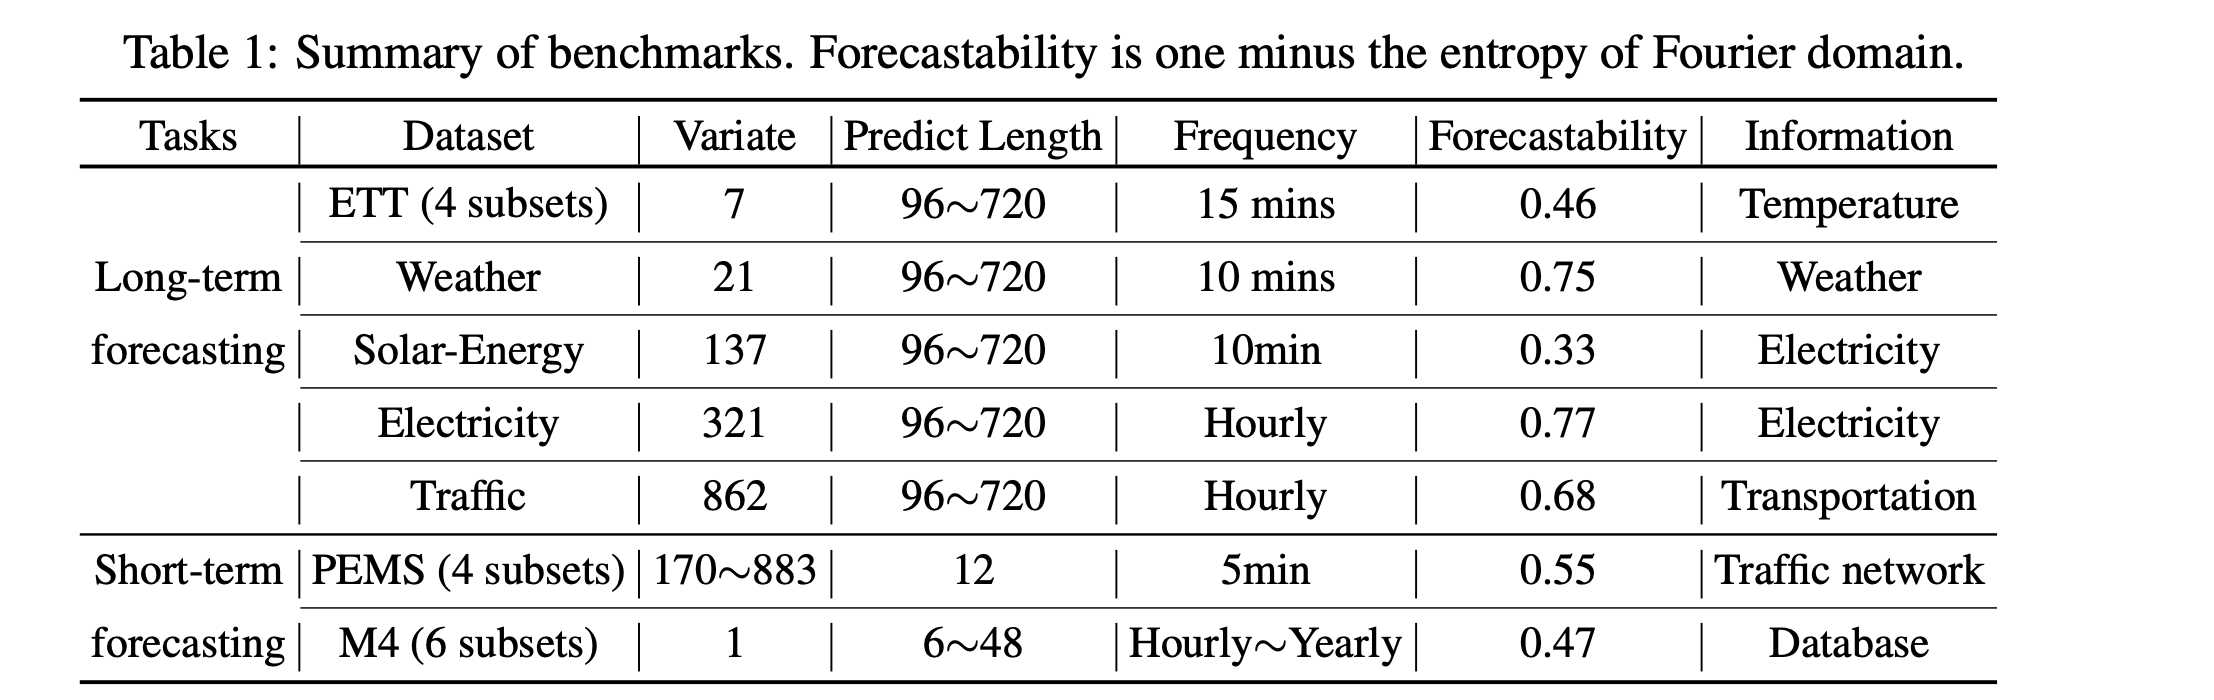 Table 1: Summary of benchmarks. Forecastability is one minus the entropy of Fourier domain.
Tasks Dataset Variate Predict Length Frequency Forecastability Information
ETT (4 subsets) 7 96~720 15 mins 0.46 Temperature
Long-term Weather 21 96~720 10 mins 0.75 Weather
forecasting Solar-Energy 137 96~720 10min 0.33 Electricity
Electricity 321 96~720 Hourly 0.77 Electricity
Traffic 862 96~720 Hourly 0.68 Transportation
Short-term PEMS (4 subsets) 170~883 12 5min 0.55 Traffic network
forecasting M4 (6 subsets) 1 6~48 Hourly~Yearly 0.47 Database